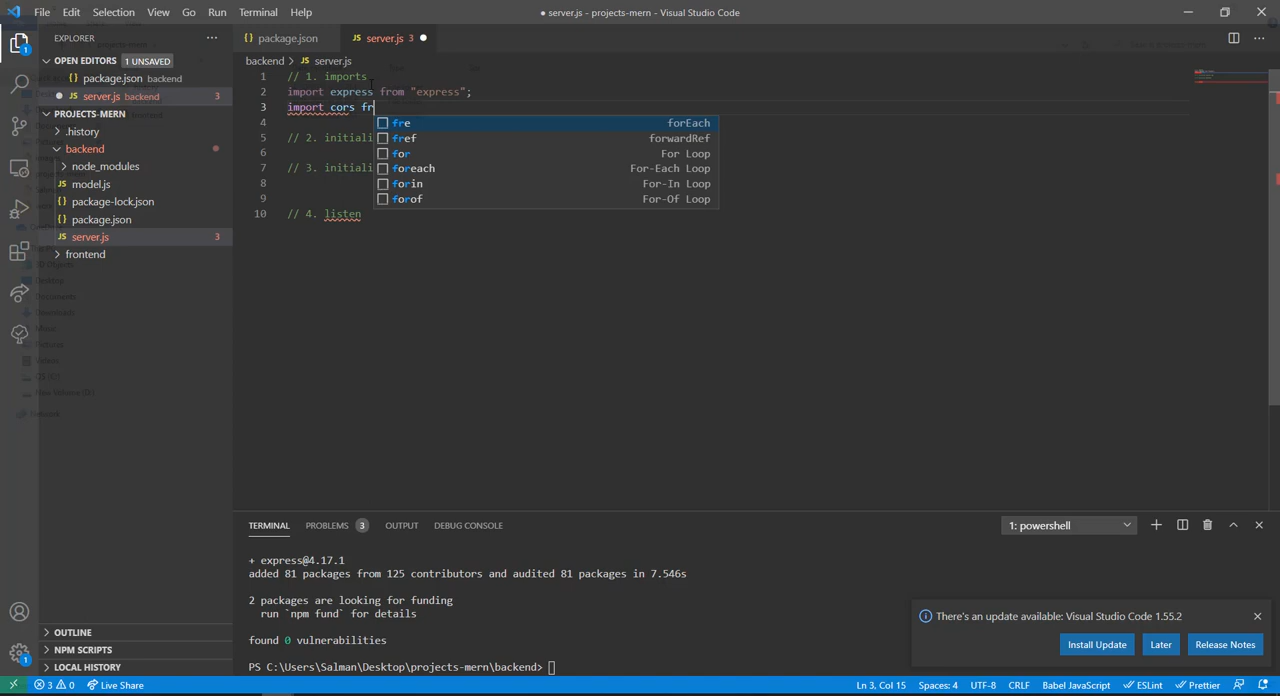 File Edit Selection View Go Run Terminal Help
● server.js - projects-mern - Visual Studio Code
EXPLORER ...
JS server.js 3 ●
{} package.json
OPEN EDITORS 1 UNSAVED
{} package.json backend
● JS server.js backend 3
PROJECTS-MERN
.history
backend
node_modules
JS model.js
{} package-lock.json
{} package.json
JS server.js 3
frontend
OUTLINE
NPM SCRIPTS
LOCAL HISTORY
backend > JS server.js
1 // 1. imports
2 import express from "express";
3 import cors fr
4
5 // 2. initiali
6
7 // 3. initiali
8
9
10 // 4. listen
fre forEach
fref forwardRef
for For Loop
foreach For-Each Loop
forin For-In Loop
forof For-Of Loop
TERMINAL PROBLEMS 3 OUTPUT DEBUG CONSOLE 1: powershell
+ express@4.17.1
added 81 packages from 125 contributors and audited 81 packages in 7.546s
2 packages are looking for funding
run `npm fund` for details
found 0 vulnerabilities
PS C:\Users\Salman\Desktop\projects-mern\backend>
There's an update available: Visual Studio Code 1.55.2
Install Update Later Release Notes
1
1
3 0 Live Share
Ln 3, Col 15 Spaces: 4 UTF-8 CRLF Babel JavaScript ESLint Prettier